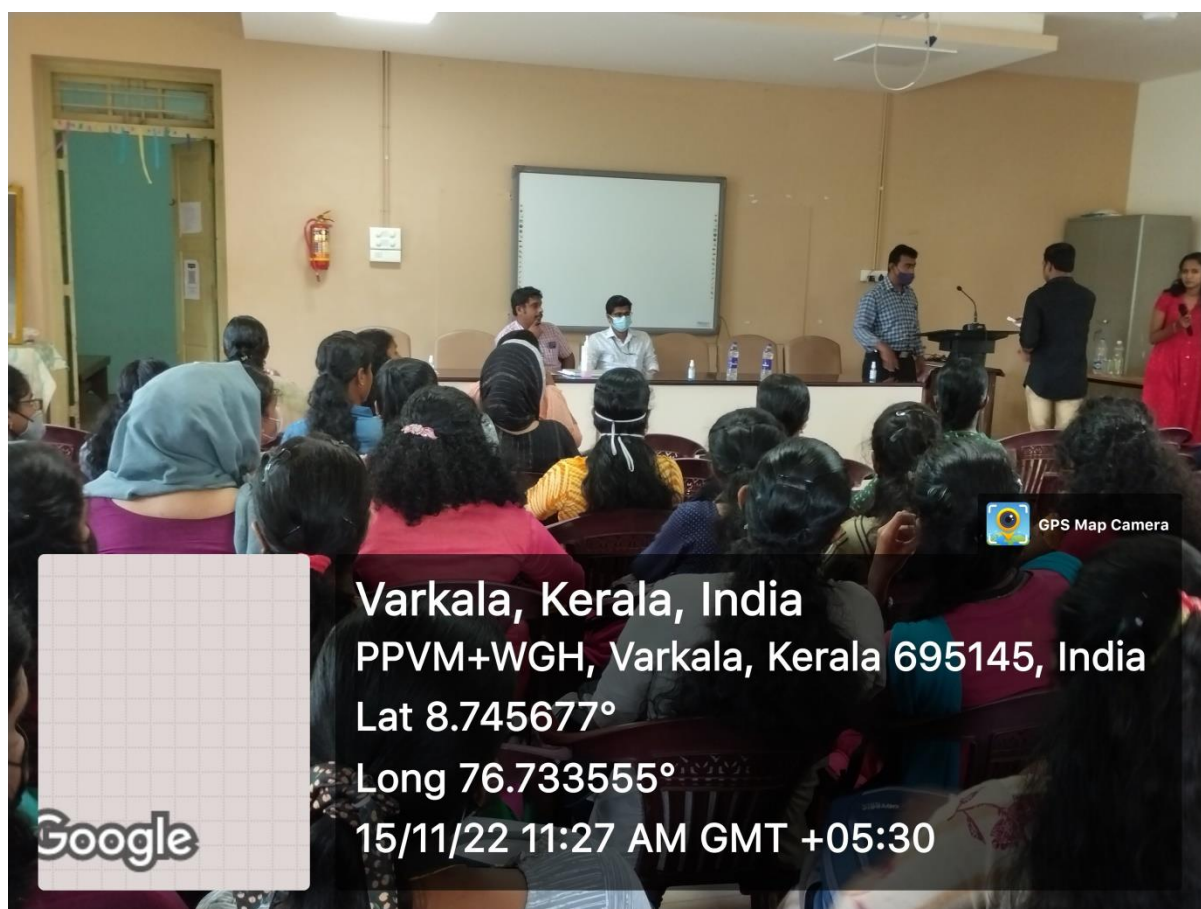 GPS Map Camera
Varkala, Kerala, India
PPVM+WGH, Varkala, Kerala 695145, India
Lat 8.745677°
Long 76.733555°
15/11/22 11:27 AM GMT +05:30
Google